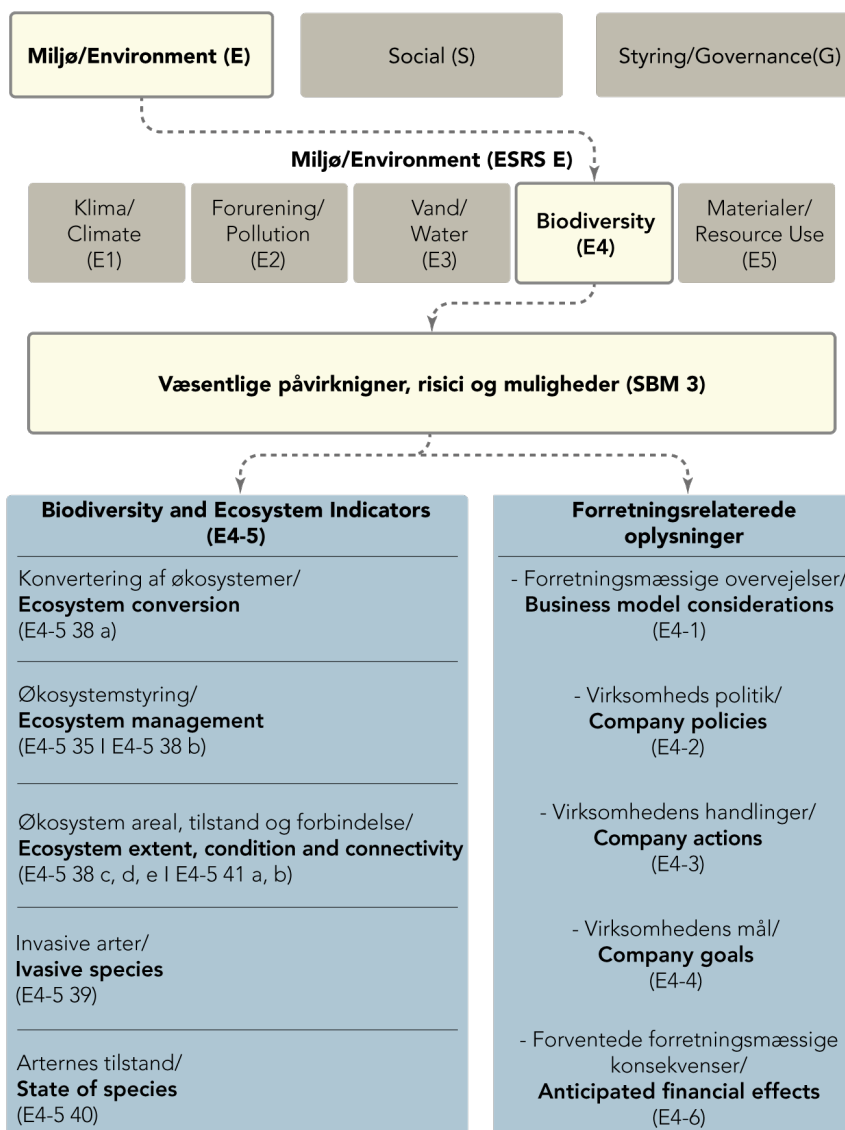 Miljø/Environment (E)
Social (S)
Styring/Governance(G)
Miljø/Environment (ESRS E)
Klima/
Climate
(E1)
Forurening/
Pollution
(E2)
Vand/
Water
(E3)
Biodiversity
(E4)
Materialer/
Resource Use
(E5)
Væsentlige påvirknigner, risici og muligheder (SBM 3)
Biodiversity and Ecosystem Indicators
(E4-5)
Konvertering af økosystemer/
Ecosystem conversion
(E4-5 38 a)
Økosystemstyring/
Ecosystem management
(E4-5 35 I E4-5 38 b)
Økosystem areal, tilstand og forbindelse/
Ecosystem extent, condition and connectivity
(E4-5 38 c, d, e I E4-5 41 a, b)
Invasive arter/
Ivasive species
(E4-5 39)
Arternes tilstand/
State of species
(E4-5 40)
Forretningsrelaterede
oplysninger
- Forretningsmæssige overvejelser/
Business model considerations
(E4-1)
- Virksomheds politik/
Company policies
(E4-2)
- Virksomhedens handlinger/
Company actions
(E4-3)
- Virksomhedens mål/
Company goals
(E4-4)
- Forventede forretningsmæssige
konsekvenser/
Anticipated financial effects
(E4-6)